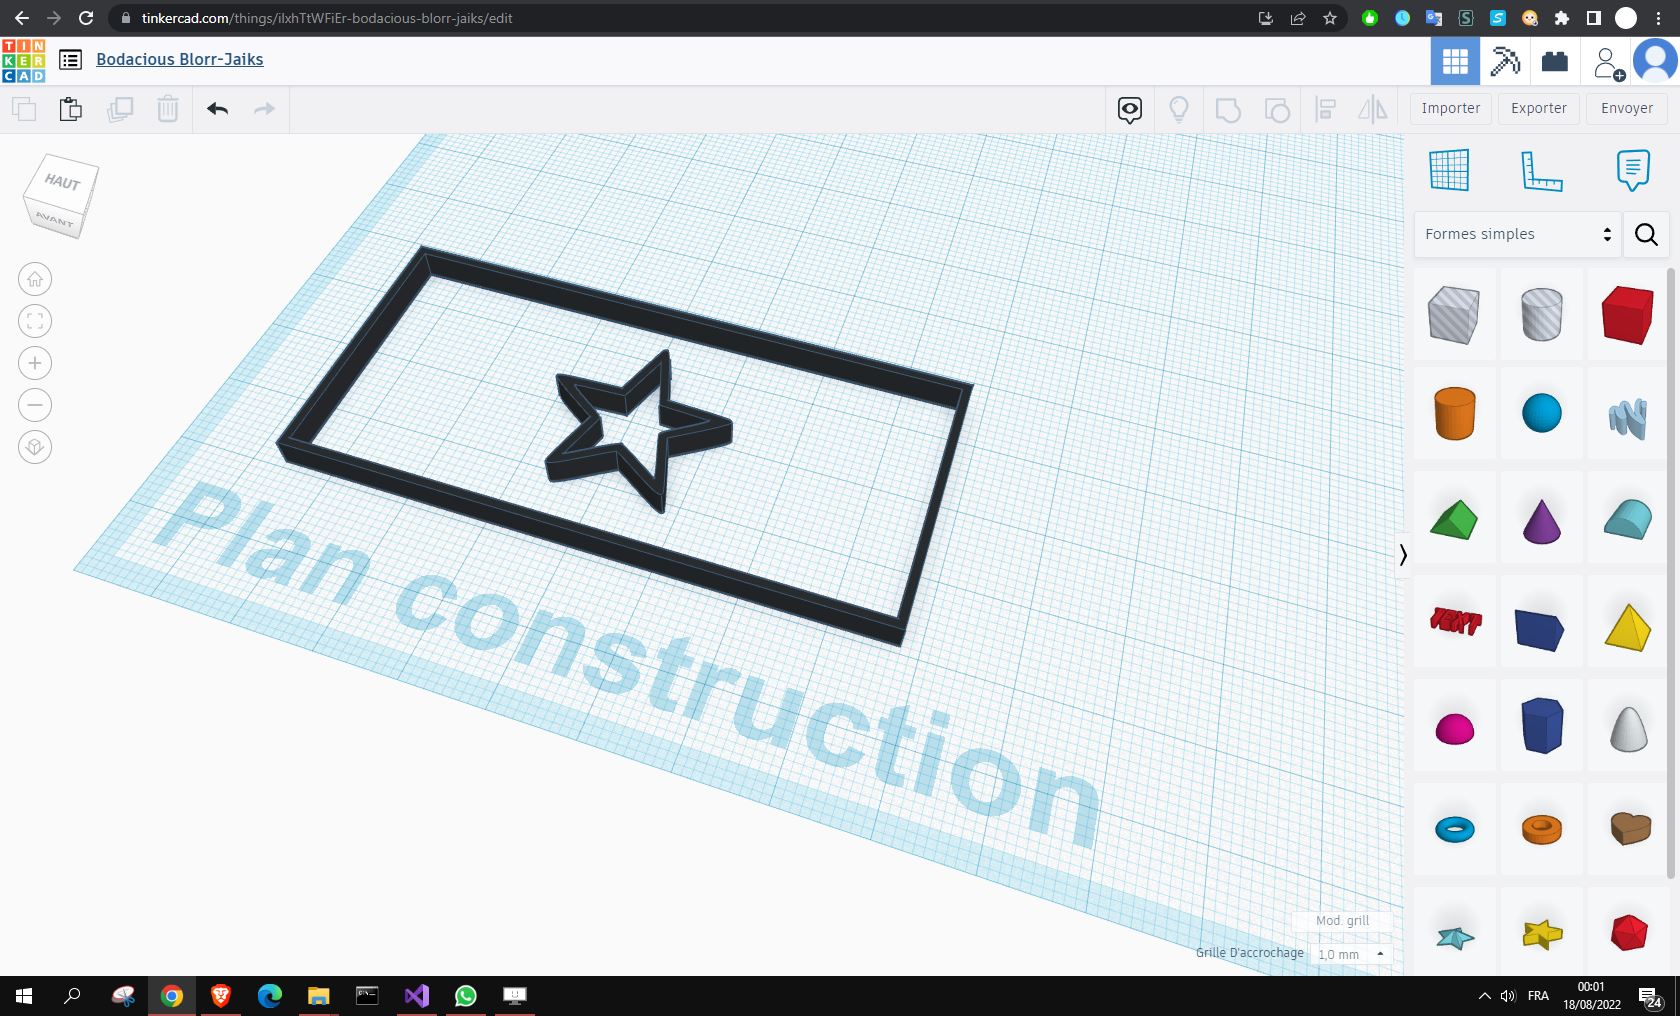 tinkercad.com/things/ilxhTtWFiEr-bodacious-blorr-jaiks/edit
TIN
KER
CAD
Bodacious Blorr-Jaiks
Importer
Exporter
Envoyer
HAUT
AVANT
Formes simples
TEXT
Plan construction
Mod. grill
Grille D'accrochage
1,0 mm
FRA
00:01
18/08/2022
24